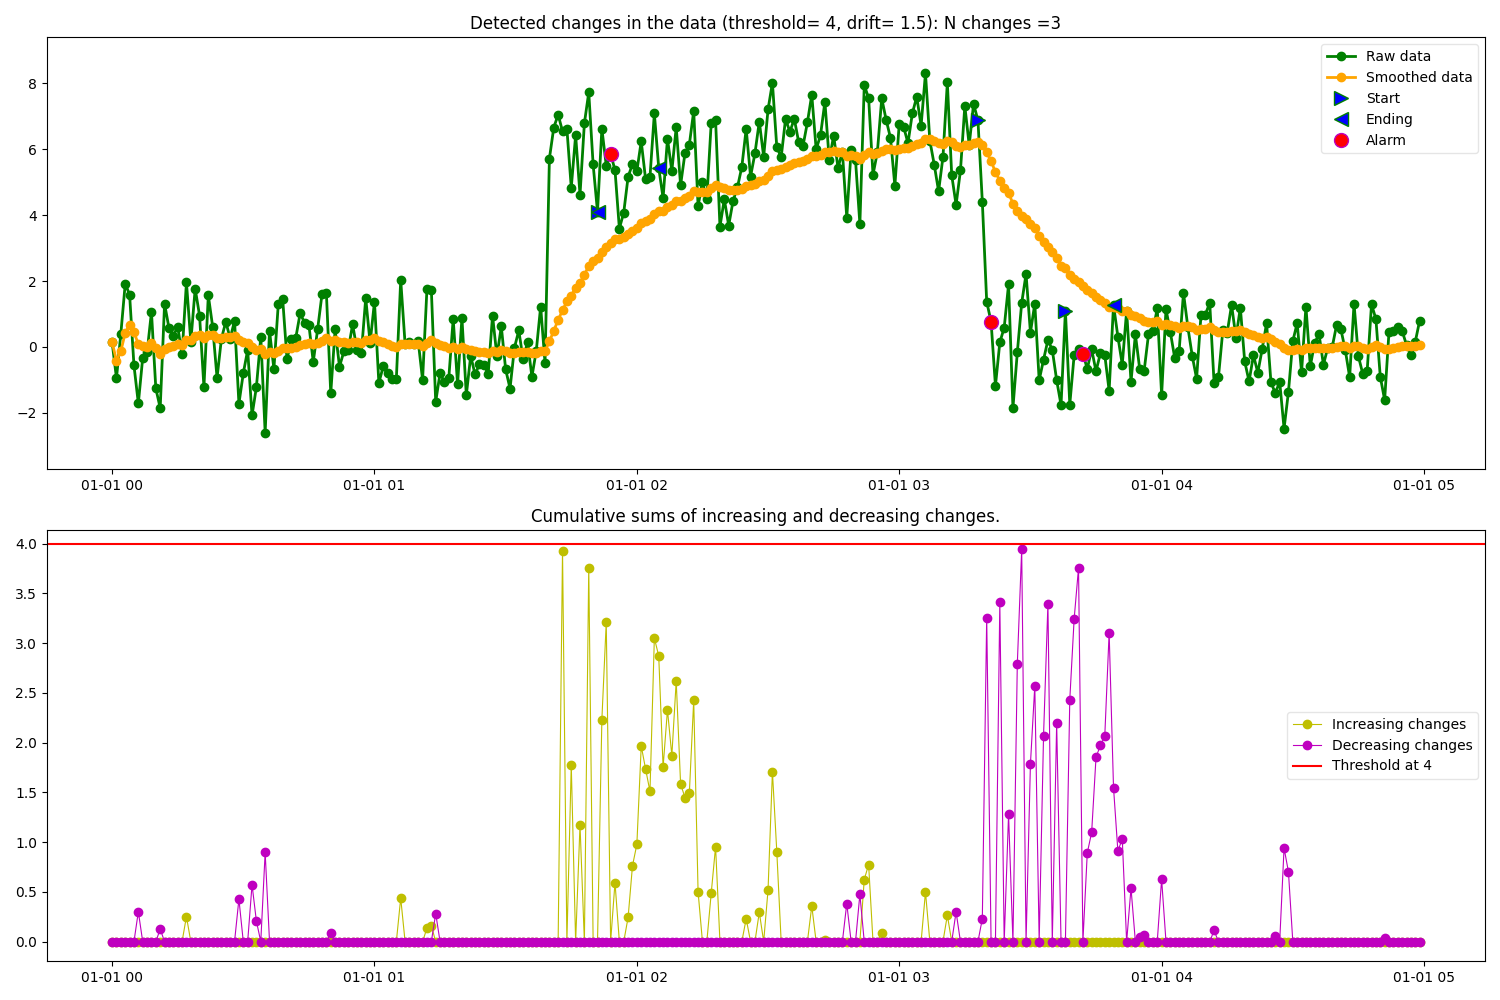 Detected changes in the data (threshold= 4, drift= 1.5): N changes =3
8
6
4
2
0
−2
Raw data
Smoothed data
Start
Ending
Alarm
01-01 00
01-01 01
01-01 02
01-01 03
01-01 04
01-01 05
Cumulative sums of increasing and decreasing changes.
4.0
3.5
3.0
2.5
2.0
1.5
1.0
0.5
0.0
Increasing changes
Decreasing changes
Threshold at 4
01-01 00
01-01 01
01-01 02
01-01 03
01-01 04
01-01 05